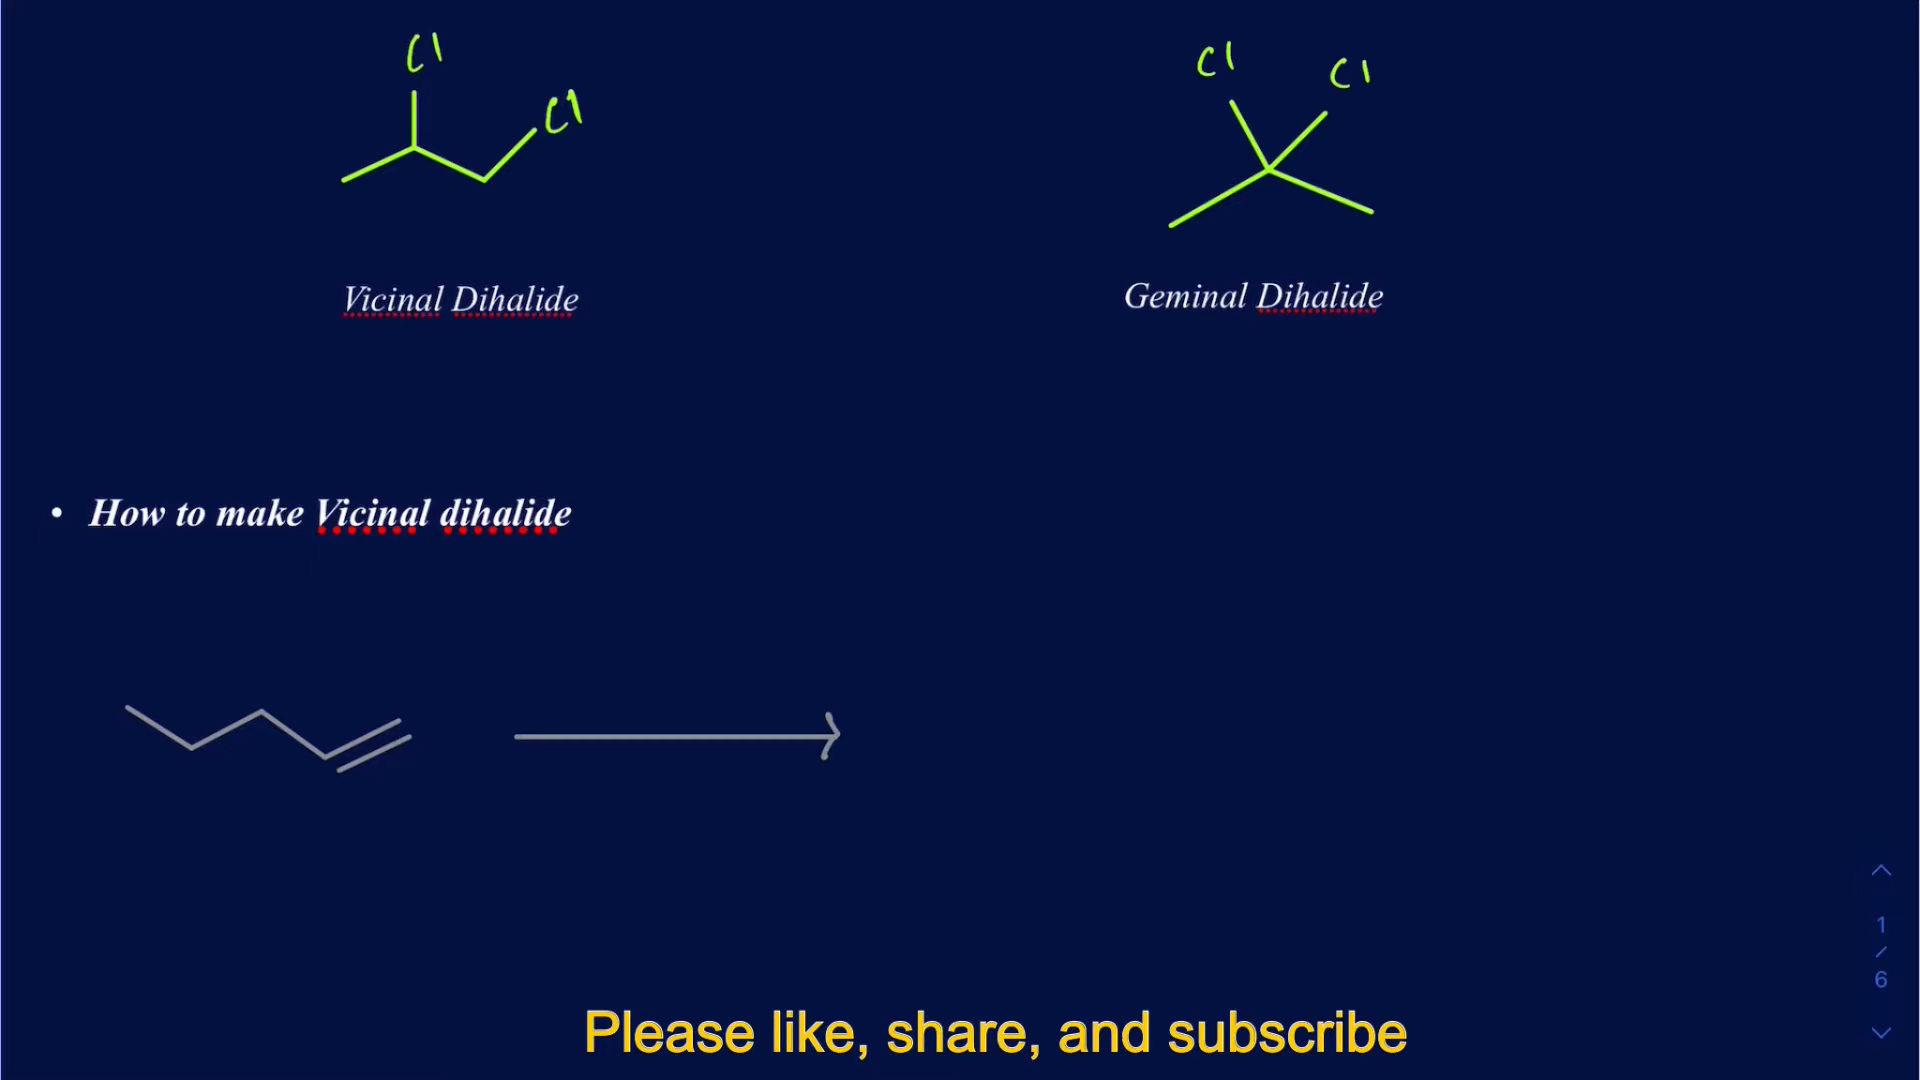 Cl
Cl
Cl
Cl
Vicinal Dihalide
Geminal Dihalide
• How to make Vicinal dihalide
1
/
6
Please like, share, and subscribe